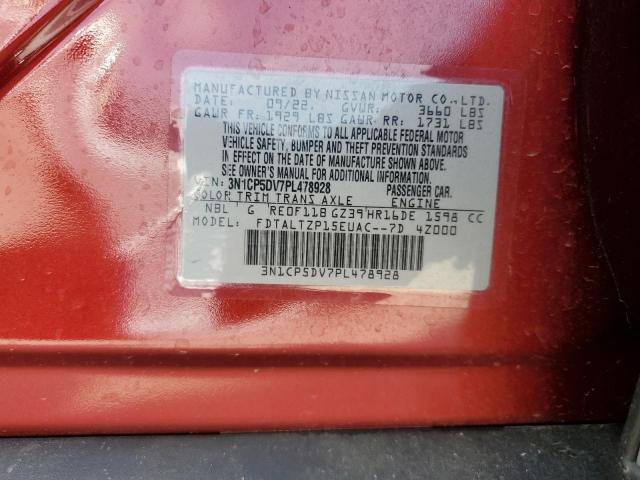 MANUFACTURED BY NISSAN MOTOR CO., LTD.
DATE: 09/22 GVWR: 3660 LBS
GAWR FR: 1929 LBS GAWR RR: 1731 LBS
THIS VEHICLE CONFORMS TO ALL APPLICABLE FEDERAL MOTOR
VEHICLE SAFETY, BUMPER AND THEFT PREVENTION STANDARDS
IN EFFECT ON THE DATE OF MANUFACTURE SHOWN ABOVE.
SEE OWNER'S MANUAL FOR ADDITIONAL INFORMATION.
VIN: 3N1CP5DV7PL478928 PASSENGER CAR.
COLOR TRIM TRANS AXLE ENGINE
NBL G RE0F11B GZ39 HR16DE 1598 CC
FDTALTZP15EUAC--7D 4Z000
3N1CP5DV7PL478928